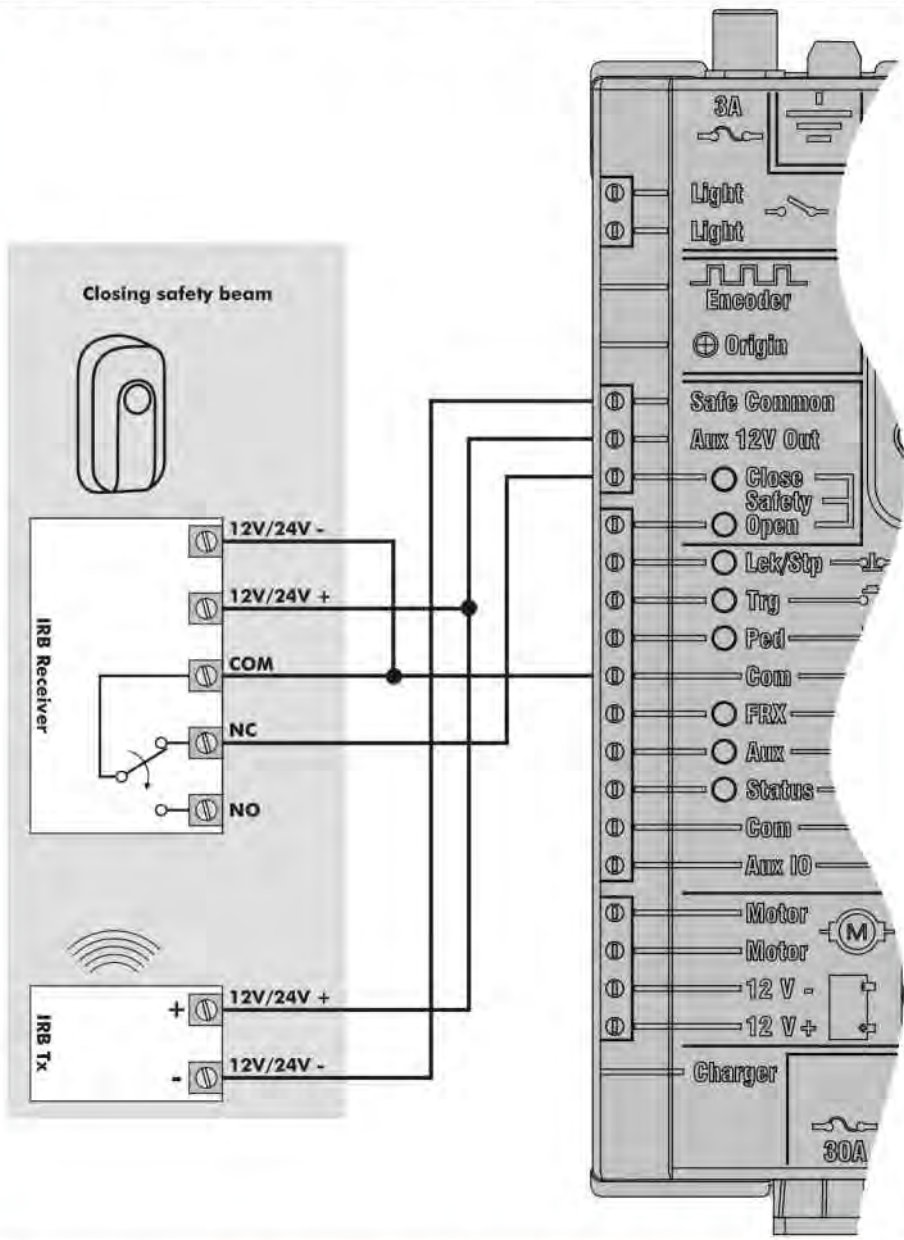 Closing safety beam
IRB Receiver
12V/24V -
12V/24V +
COM
NC
NO
IRB Tx
+ 12V/24V +
- 12V/24V -
3A
Light
Light
Encoder
Origin
Safe Common
Aux 12V Out
Close
Safety
Open
Lck/Stp
Trg
Ped
Com
FRX
Aux
Status
Com
Aux IO
Motor
M
Motor
12 V -
12 V +
Charger
30A